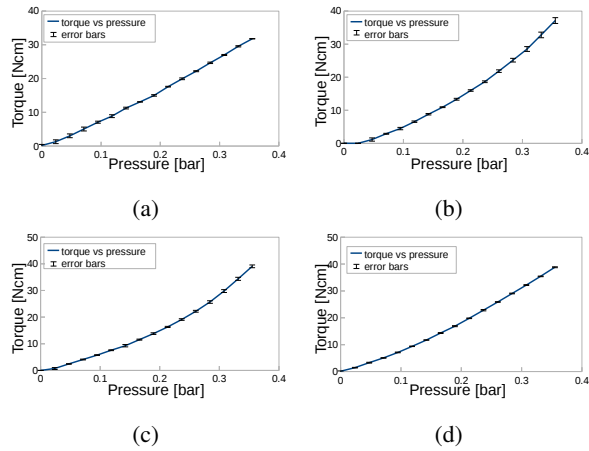 40
30
20
10
0
Torque [Ncm]
torque vs pressure
error bars
0 0.1 0.2 0.3 0.4
Pressure [bar]
(a)
40
30
20
10
0
Torque [Ncm]
torque vs pressure
error bars
0 0.1 0.2 0.3 0.4
Pressure [bar]
(b)
50
40
30
20
10
0
Torque [Ncm]
torque vs pressure
error bars
0 0.1 0.2 0.3 0.4
Pressure [bar]
(c)
50
40
30
20
10
0
Torque [Ncm]
torque vs pressure
error bars
0 0.1 0.2 0.3 0.4
Pressure [bar]
(d)